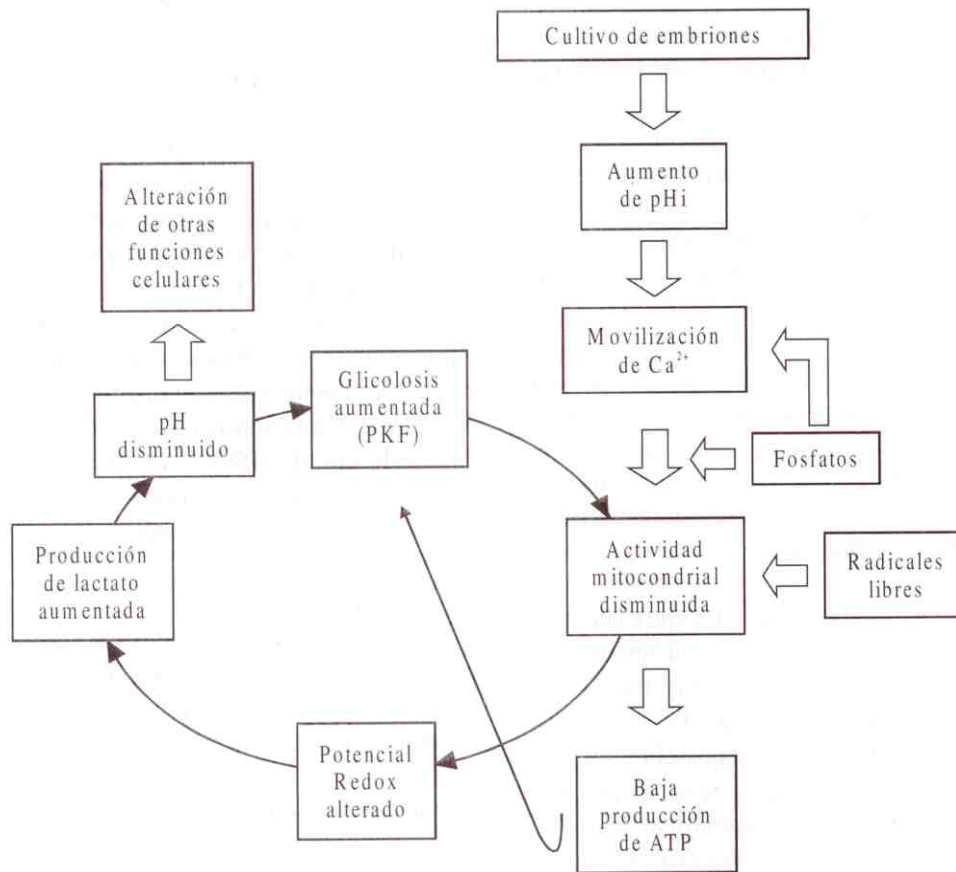 Cultivo de embriones
Aumento
de pHi
Alteración
de otras
funciones
celulares
Movilización
de Ca²⁺
Glicolosis
aumentada
(PKF)
pH
disminuido
Fosfatos
Producción
de lactato
aumentada
Actividad
mitocondrial
disminuida
Radicales
libres
Potencial
Redox
alterado
Baja
producción
de ATP